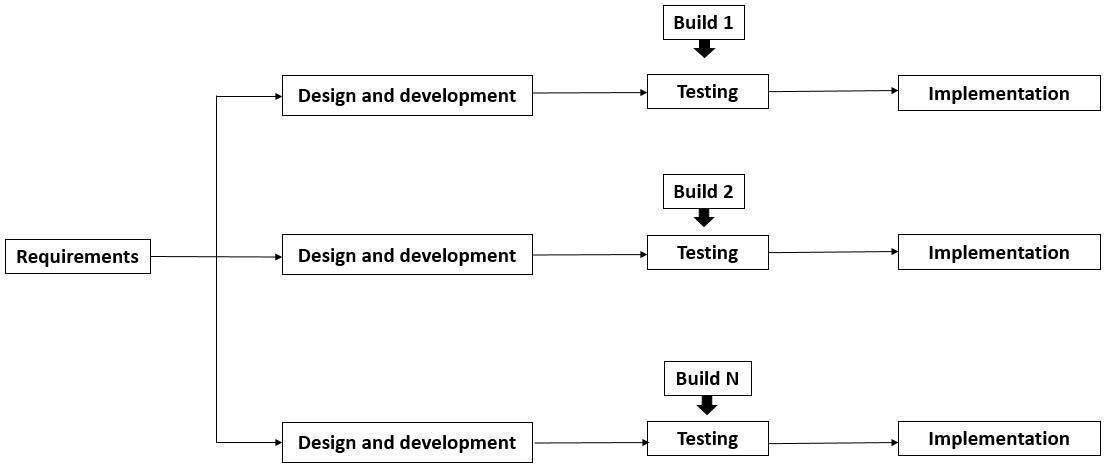 Build 1
Design and development
Testing
Implementation
Build 2
Requirements
Design and development
Testing
Implementation
Build N
Design and development
Testing
Implementation